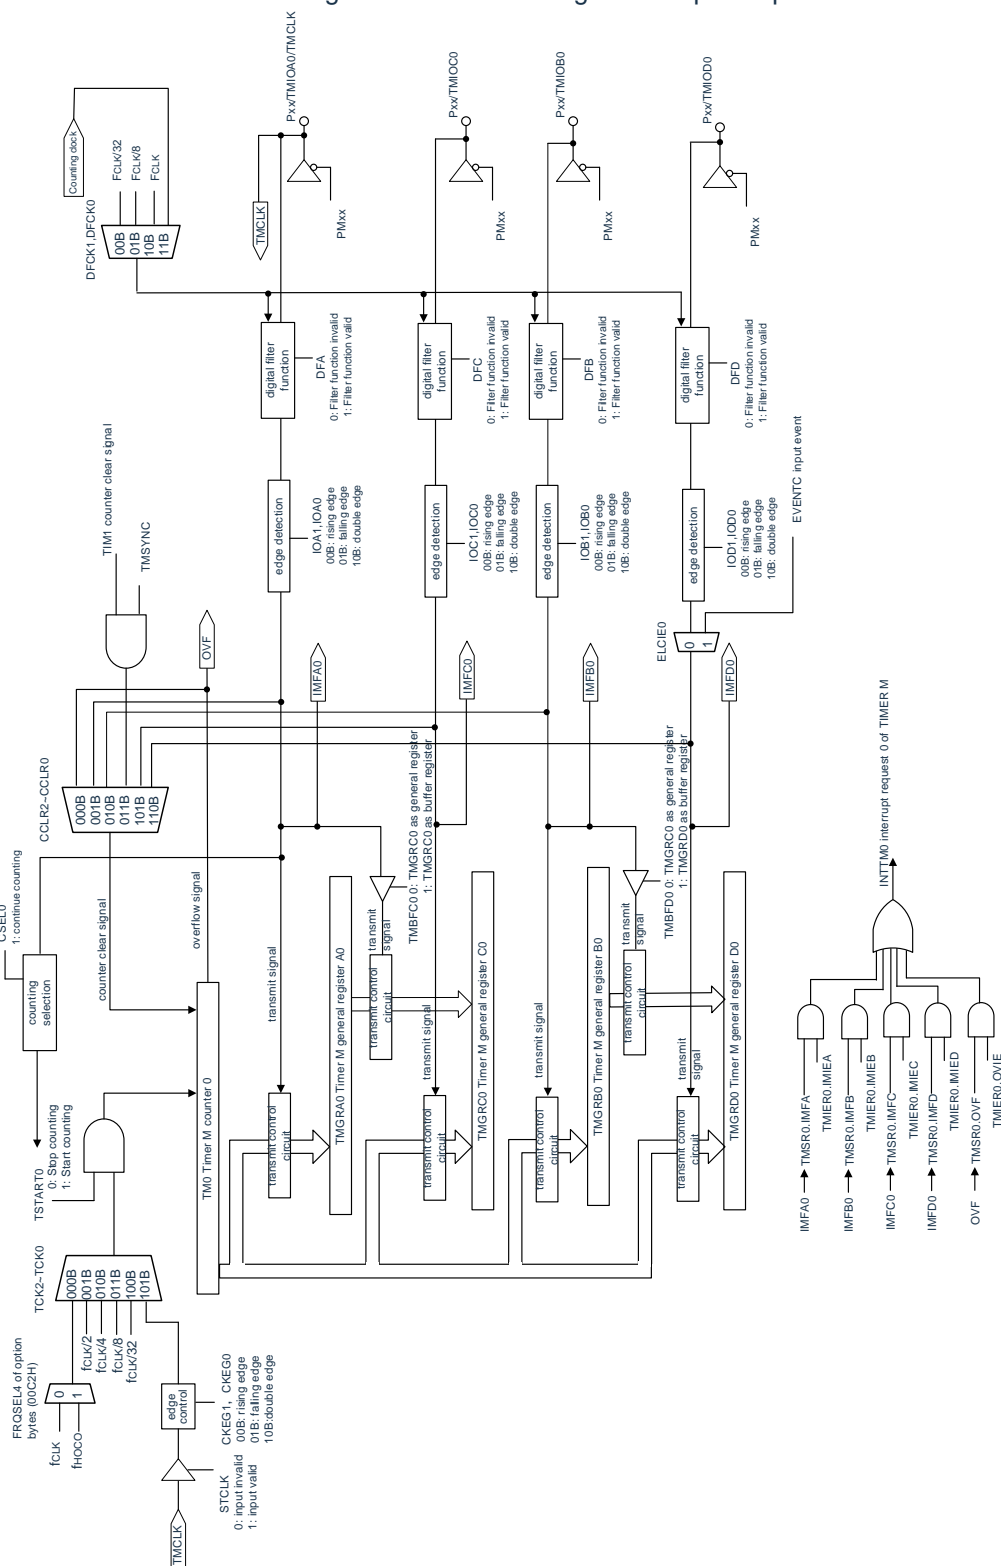 FRQSEL4 of option
bytes (00C2H)
fCLK
fHOCO
0
1
TMCLK
STCLK
0: input invalid
1: input valid
edge
control
CKEG1, CKEG0
00B: rising edge
01B: falling edge
10B:double edge
fCLK/2
fCLK/4
fCLK/8
fCLK/32
TCK2~TCK0
000B
001B
010B
011B
100B
101B
TSTART0
0: Stop counting
1: Start counting
counting
selection
CSEL0
1: continue counting
TM0 Timer M counter 0
counter clear signal
overflow signal
CCLR2~CCLR0
000B
001B
010B
011B
101B
110B
TIM1 counter clear signal
TMSYNC
OVF
DFCK1,DFCK0
00B
01B
10B
11B
Counting clock
FCLK/32
FCLK/8
FCLK
transmit control
circuit
transmit signal
TMGRA0 Timer M general register A0
IMFA0
edge detection
IOA1,IOA0
00B: rising edge
01B: falling edge
10B: double edge
digital filter
function
DFA
0: Filter function invalid
1: Filter function valid
TMCLK
PMxx
Pxx/TMIOA0/TMCLK
transmit control
circuit
transmit
signal
TMBFC0 0: TMGRC0 as general register
1: TMGRC0 as buffer register
transmit control
circuit
transmit signal
TMGRC0 Timer M general register C0
IMFC0
edge detection
IOC1,IOC0
00B: rising edge
01B: falling edge
10B: double edge
digital filter
function
DFC
0: Filter function invalid
1: Filter function valid
PMxx
Pxx/TMIOC0
transmit control
circuit
transmit signal
TMGRB0 Timer M general register B0
IMFB0
edge detection
IOB1,IOB0
00B: rising edge
01B: falling edge
10B: double edge
digital filter
function
DFB
0: Filter function invalid
1: Filter function valid
PMxx
Pxx/TMIOB0
transmit control
circuit
transmit
signal
TMBFD0 0: TMGRC0 as general register
1: TMGRD0 as buffer register
transmit control
circuit
transmit
signal
TMGRD0 Timer M general register D0
IMFD0
ELCIE0
0
1
edge detection
IOD1,IOD0
00B: rising edge
01B: falling edge
10B: double edge
EVENTC input event
digital filter
function
DFD
0: Filter function invalid
1: Filter function valid
PMxx
Pxx/TMIOD0
IMFA0
TMSR0.IMFA
TMIER0.IMIEA
IMFB0
TMSR0.IMFB
TMIER0.IMIEB
IMFC0
TMSR0.IMFC
TMIER0.IMIEC
IMFD0
TMSR0.IMFD
TMIER0.IMIED
OVF
TMSR0.OVF
TMIER0.OVIE
INTTM0 interrupt request 0 of TIMER M